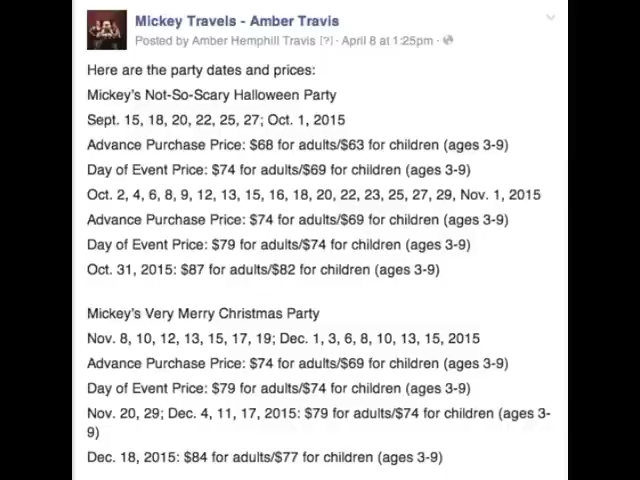 Mickey Travels - Amber Travis
Posted by Amber Hemphill Travis [?] · April 8 at 1:25pm ·
Here are the party dates and prices:
Mickey's Not-So-Scary Halloween Party
Sept. 15, 18, 20, 22, 25, 27; Oct. 1, 2015
Advance Purchase Price: $68 for adults/$63 for children (ages 3-9)
Day of Event Price: $74 for adults/$69 for children (ages 3-9)
Oct. 2, 4, 6, 8, 9, 12, 13, 15, 16, 18, 20, 22, 23, 25, 27, 29, Nov. 1, 2015
Advance Purchase Price: $74 for adults/$69 for children (ages 3-9)
Day of Event Price: $79 for adults/$74 for children (ages 3-9)
Oct. 31, 2015: $87 for adults/$82 for children (ages 3-9)
Mickey's Very Merry Christmas Party
Nov. 8, 10, 12, 13, 15, 17, 19; Dec. 1, 3, 6, 8, 10, 13, 15, 2015
Advance Purchase Price: $74 for adults/$69 for children (ages 3-9)
Day of Event Price: $79 for adults/$74 for children (ages 3-9)
Nov. 20, 29; Dec. 4, 11, 17, 2015: $79 for adults/$74 for children (ages 3-
9)
Dec. 18, 2015: $84 for adults/$77 for children (ages 3-9)